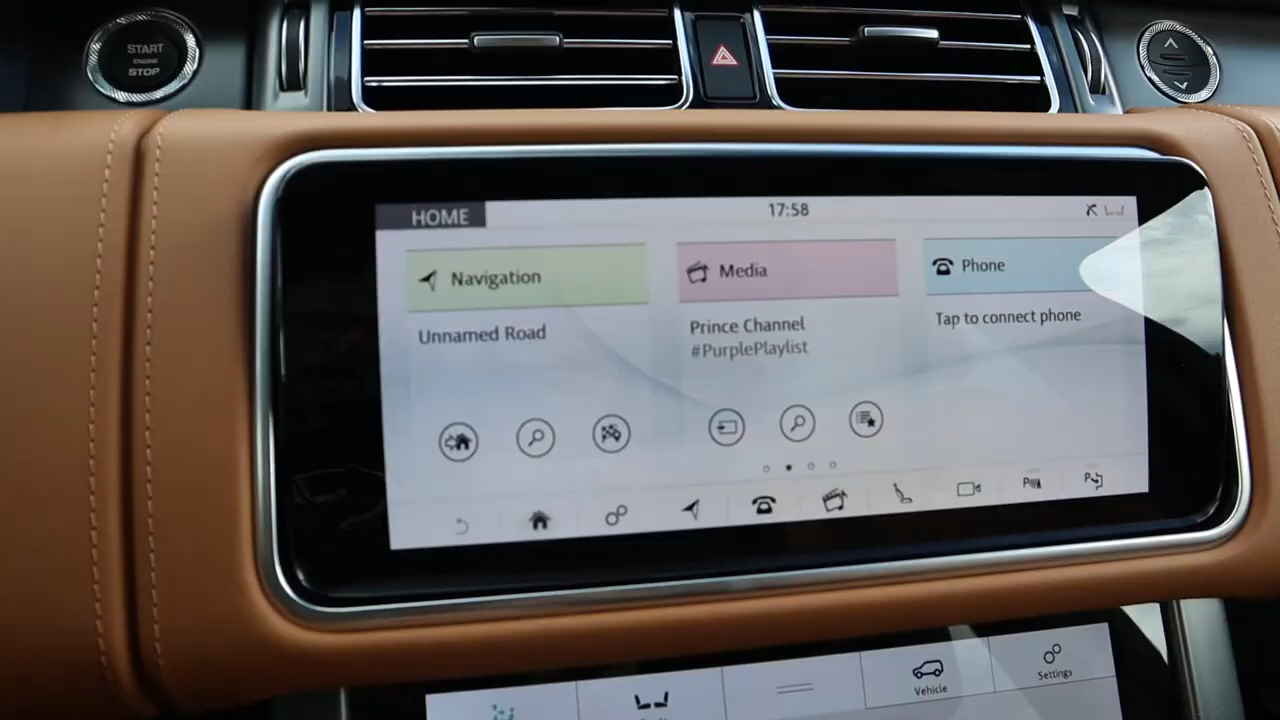 START
ENGINE
STOP
HOME
17:58
Navigation
Media
Phone
Unnamed Road
Prince Channel
#PurplePlaylist
Tap to connect phone
Vehicle
Settings